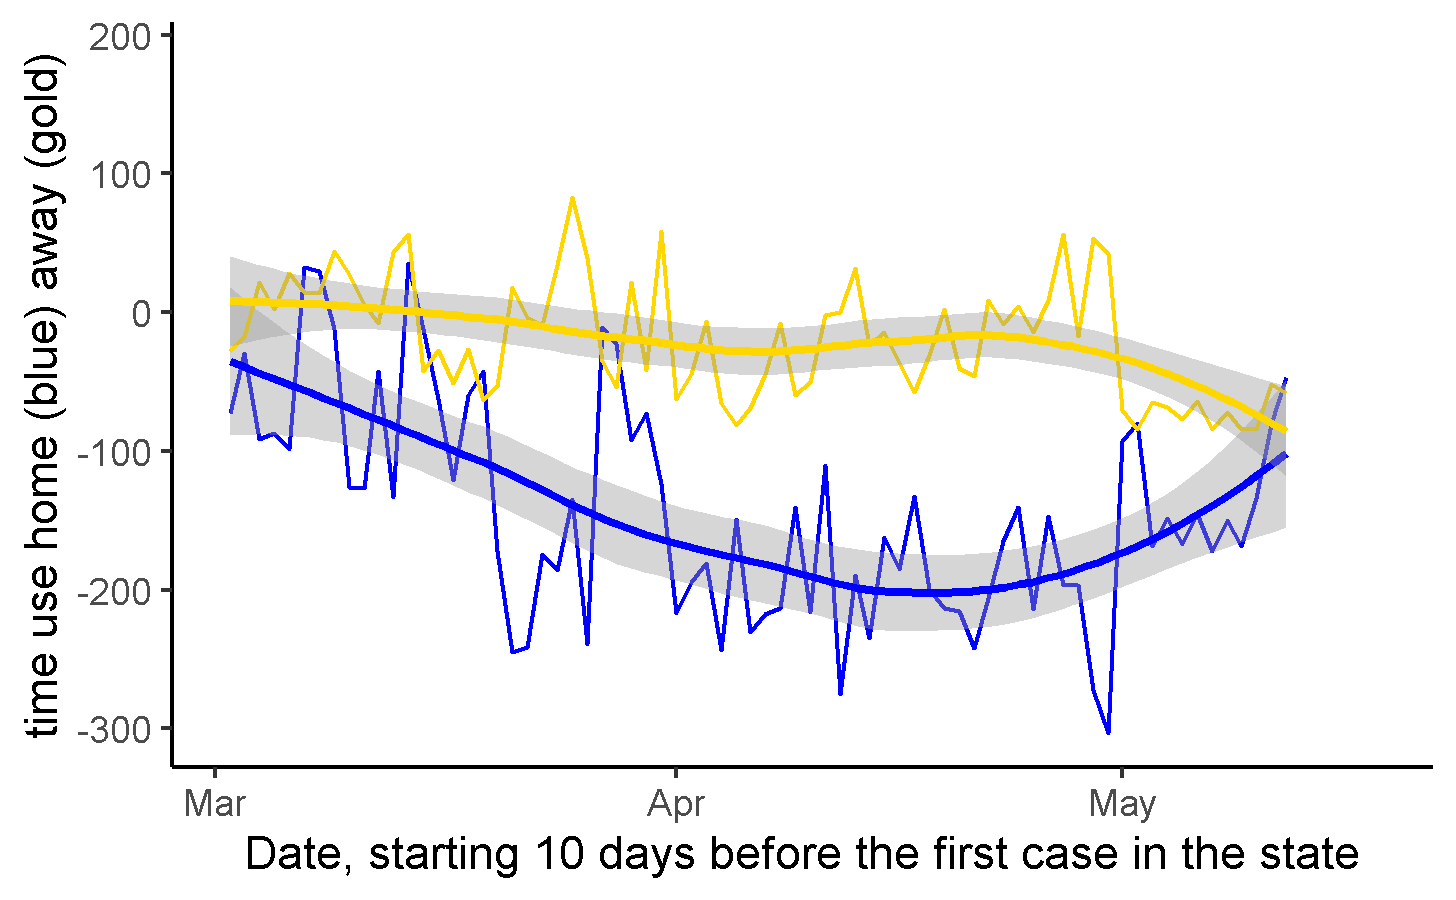 time use home (blue) away (gold)
200
100
0
-100
-200
-300
Mar
Apr
May
Date, starting 10 days before the first case in the state